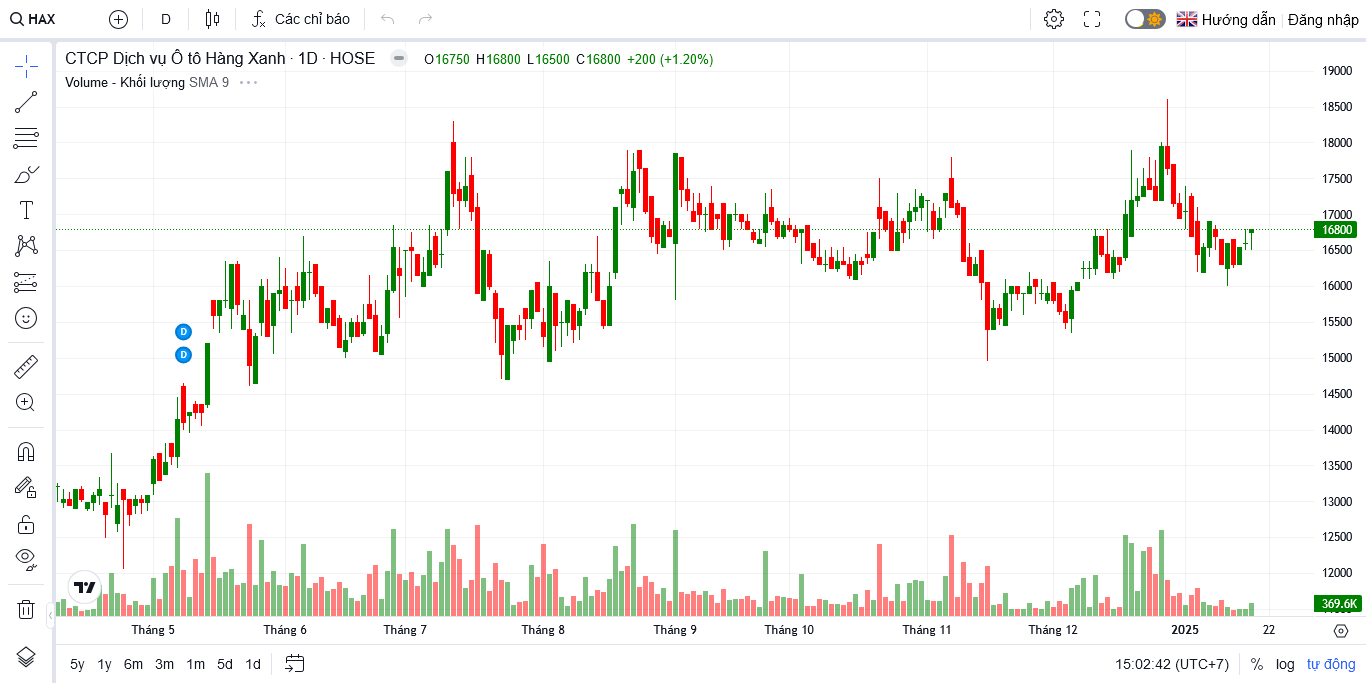 HAX D Các chỉ báo Hướng dẫn Đăng nhập
CTCP Dịch vụ Ô tô Hàng Xanh · 1D · HOSE O16750 H16800 L16500 C16800 +200 (+1.20%)
Volume - Khối lượng SMA 9
19000
18500
18000
17500
17000
16800
16500
16000
15500
15000
14500
14000
13500
13000
12500
12000
369.6K
D
D
Tháng 5 Tháng 6 Tháng 7 Tháng 8 Tháng 9 Tháng 10 Tháng 11 Tháng 12 2025 22
5y 1y 6m 3m 1m 5d 1d 15:02:42 (UTC+7) % log tự động